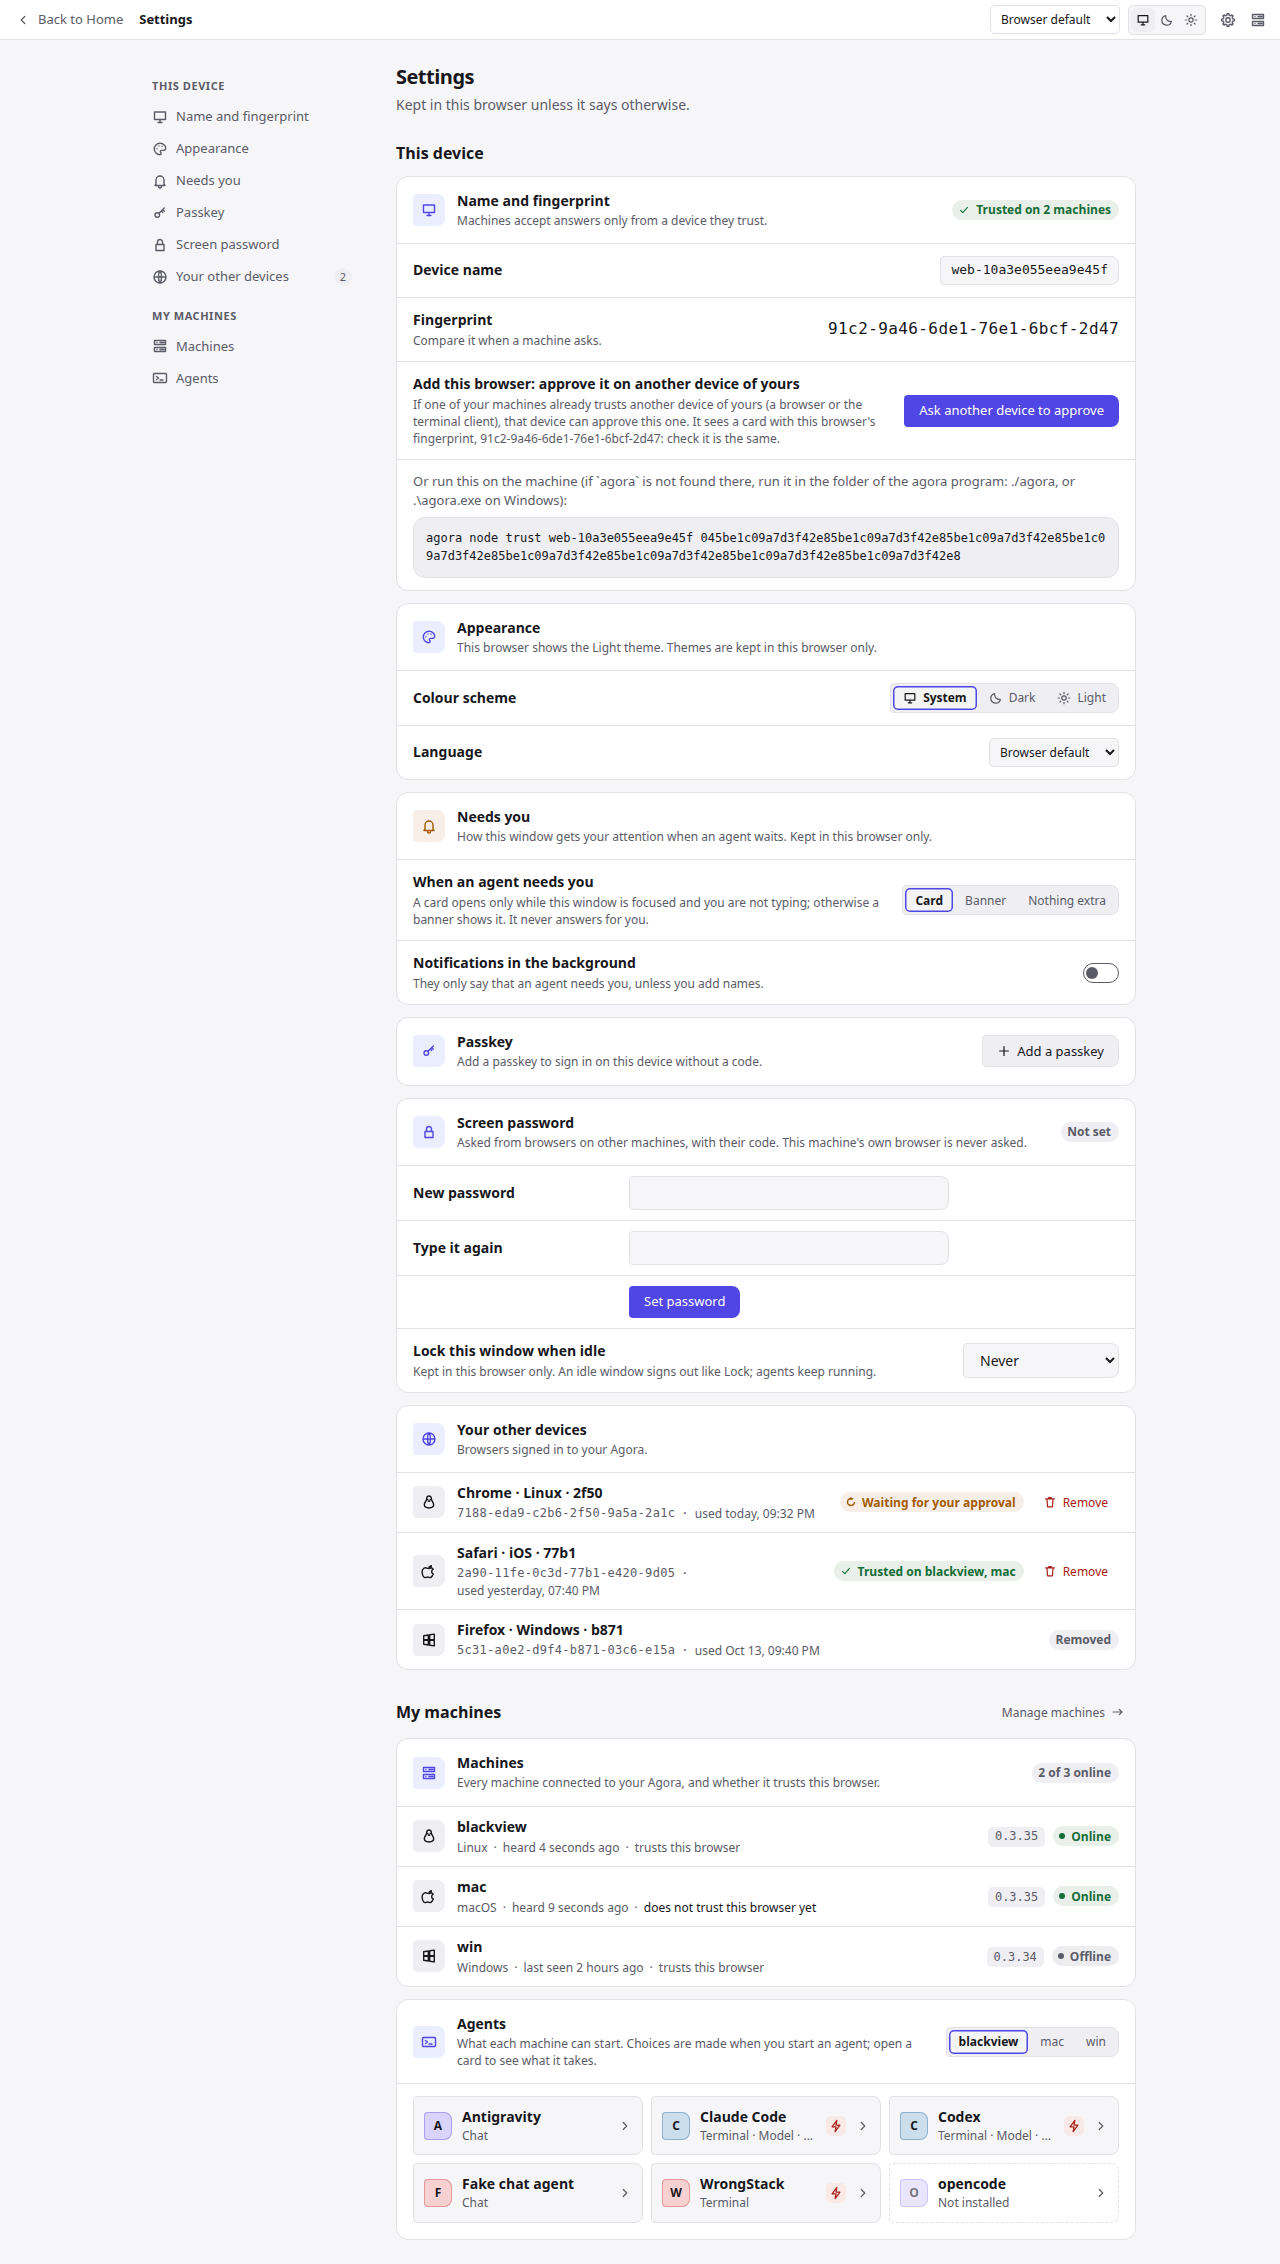 Back to Home Settings Browser default
THIS DEVICE
Name and fingerprint
Appearance
Needs you
Passkey
Screen password
Your other devices 2
MY MACHINES
Machines
Agents
Settings
Kept in this browser unless it says otherwise.
This device
Name and fingerprint
Machines accept answers only from a device they trust.
Trusted on 2 machines
Device name web-10a3e055eea9e45f
Fingerprint
Compare it when a machine asks.
91c2-9a46-6de1-76e1-6bcf-2d47
Add this browser: approve it on another device of yours
If one of your machines already trusts another device of yours (a browser or the
terminal client), that device can approve this one. It sees a card with this browser's
fingerprint, 91c2-9a46-6de1-76e1-6bcf-2d47: check it is the same.
Ask another device to approve
Or run this on the machine (if `agora` is not found there, run it in the folder of the agora program: ./agora, or
.\agora.exe on Windows):
agora node trust web-10a3e055eea9e45f 045be1c09a7d3f42e85be1c09a7d3f42e85be1c09a7d3f42e85be1c0
9a7d3f42e85be1c09a7d3f42e85be1c09a7d3f42e85be1c09a7d3f42e85be1c09a7d3f42e8
Appearance
This browser shows the Light theme. Themes are kept in this browser only.
Colour scheme System Dark Light
Language Browser default
Needs you
How this window gets your attention when an agent waits. Kept in this browser only.
When an agent needs you
A card opens only while this window is focused and you are not typing; otherwise a
banner shows it. It never answers for you.
Card Banner Nothing extra
Notifications in the background
They only say that an agent needs you, unless you add names.
Passkey
Add a passkey to sign in on this device without a code.
Add a passkey
Screen password
Asked from browsers on other machines, with their code. This machine's own browser is never asked.
Not set
New password
Type it again
Set password
Lock this window when idle
Kept in this browser only. An idle window signs out like Lock; agents keep running.
Never
Your other devices
Browsers signed in to your Agora.
Chrome · Linux · 2f50
7188-eda9-c2b6-2f50-9a5a-2a1c · used today, 09:32 PM
Waiting for your approval Remove
Safari · iOS · 77b1
2a90-11fe-0c3d-77b1-e420-9d05 ·
used yesterday, 07:40 PM
Trusted on blackview, mac Remove
Firefox · Windows · b871
5c31-a0e2-d9f4-b871-03c6-e15a · used Oct 13, 09:40 PM
Removed
My machines Manage machines
Machines
Every machine connected to your Agora, and whether it trusts this browser.
2 of 3 online
blackview
Linux · heard 4 seconds ago · trusts this browser
0.3.35 Online
mac
macOS · heard 9 seconds ago · does not trust this browser yet
0.3.35 Online
win
Windows · last seen 2 hours ago · trusts this browser
0.3.34 Offline
Agents
What each machine can start. Choices are made when you start an agent; open a
card to see what it takes.
blackview mac win
A Antigravity
Chat
C Claude Code
Terminal · Model · ...
C Codex
Terminal · Model · ...
F Fake chat agent
Chat
W WrongStack
Terminal
O opencode
Not installed